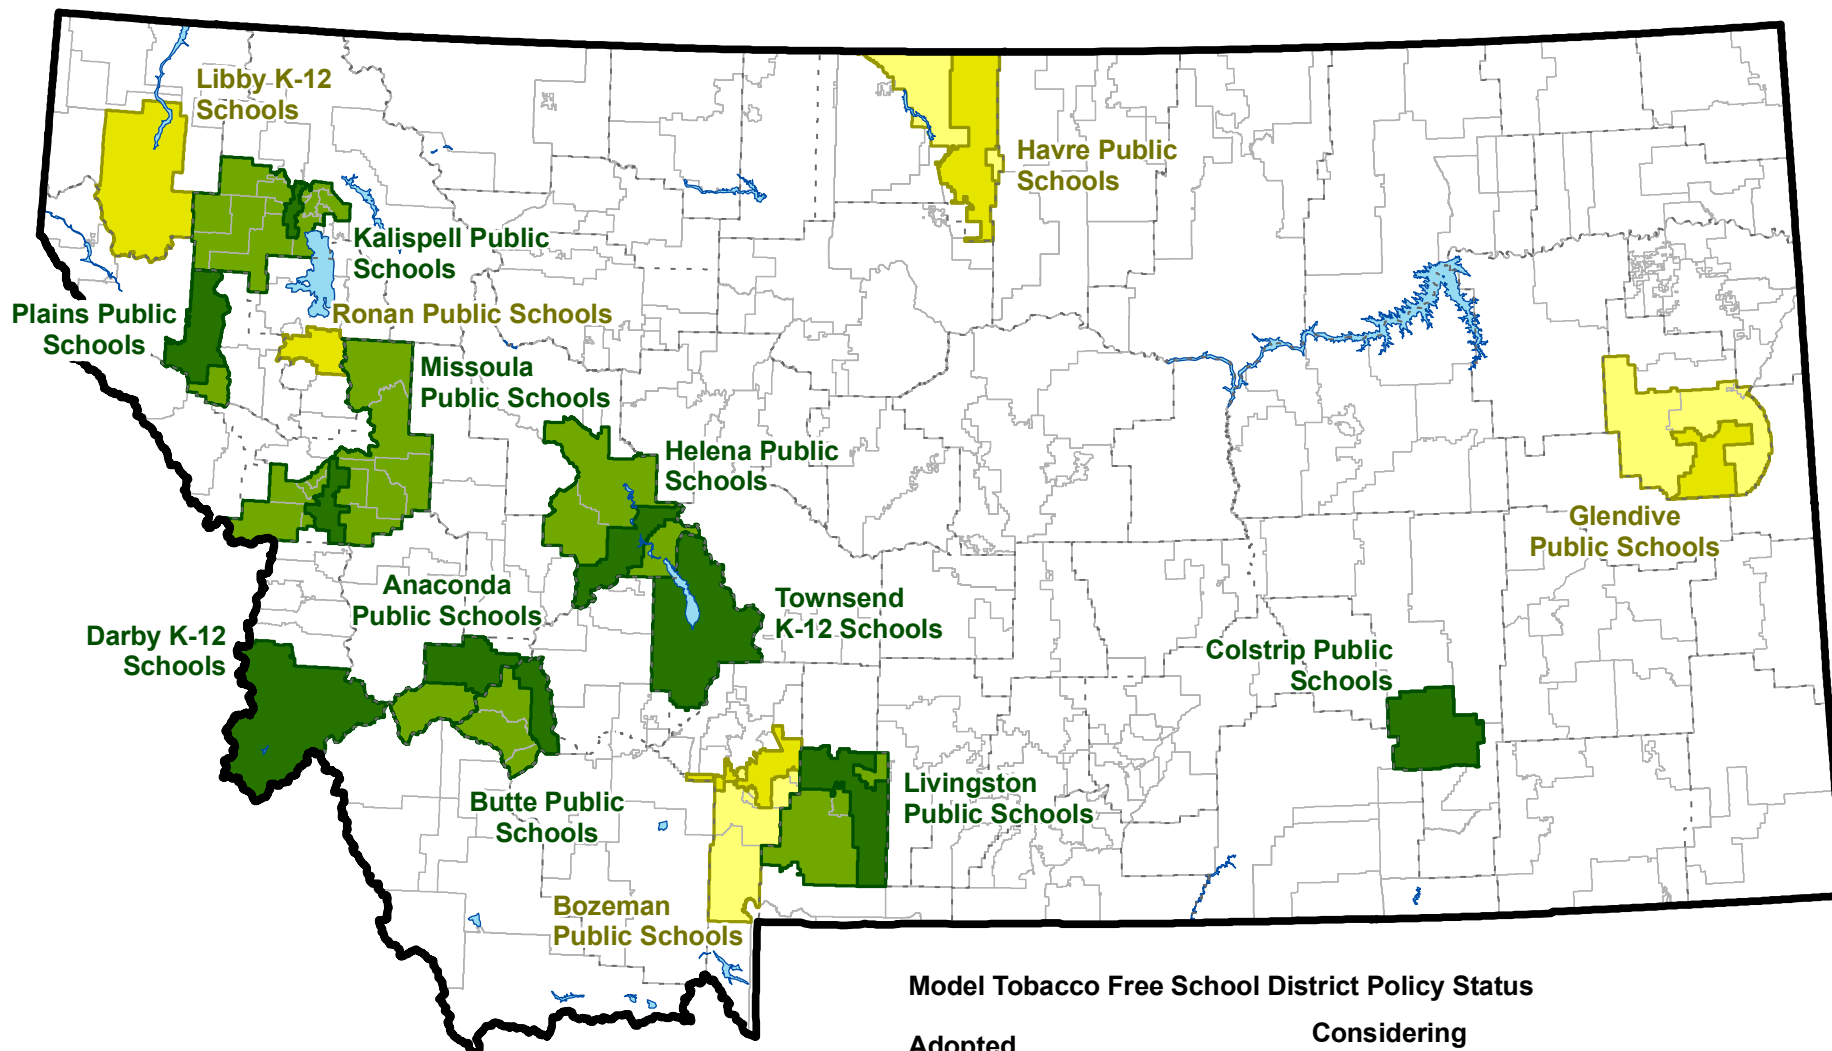 Libby K-12
Schools
Havre Public
Schools
Kalispell Public
Schools
Plains Public
Schools
Ronan Public Schools
Missoula
Public Schools
Helena Public
Schools
Glendive
Public Schools
Anaconda
Public Schools
Townsend
K-12 Schools
Darby K-12
Schools
Colstrip Public
Schools
Butte Public
Schools
Livingston
Public Schools
Bozeman
Public Schools
Model Tobacco Free School District Policy Status
Considering
Adopted